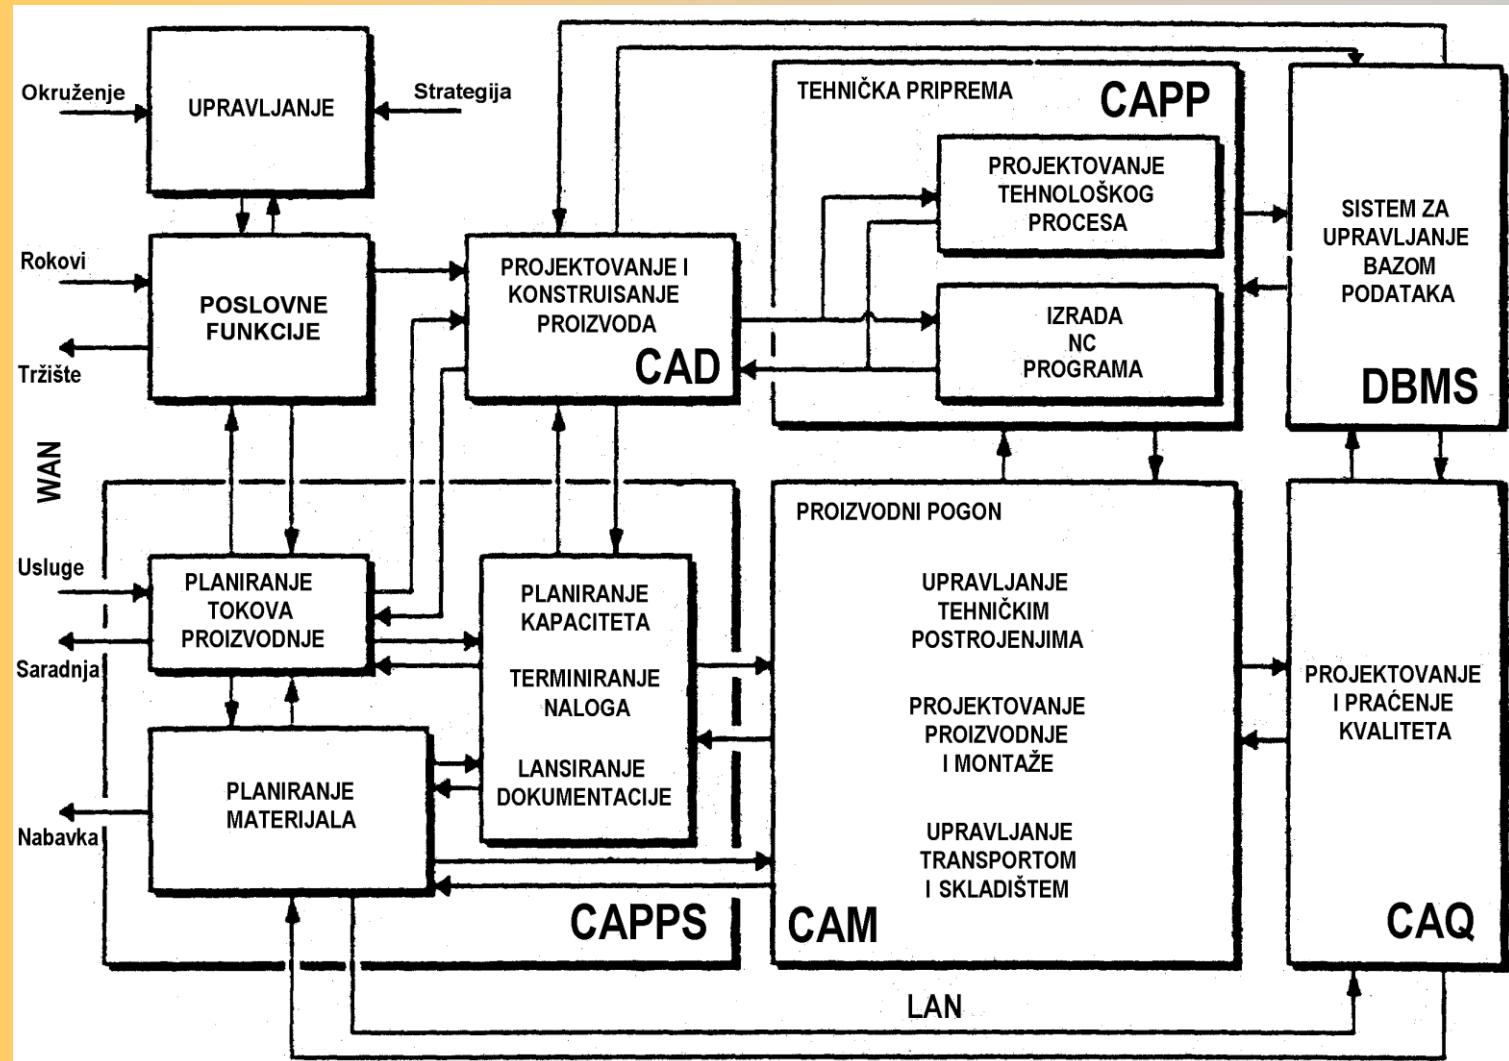 Okruženje
UPRAVLJANJE
Strategija
Rokovi
POSLOVNE
FUNKCIJE
Tržište
PROJEKTOVANJE I
KONSTRUISANJE
PROIZVODA
CAD
TEHNIČKA PRIPREMA
CAPP
PROJEKTOVANJE
TEHNOLOŠKOG
PROCESA
IZRADA
NC
PROGRAMA
SISTEM ZA
UPRAVLJANJE
BAZOM
PODATAKA
DBMS
WAN
Usluge
Saradnja
Nabavka
PLANIRANJE
TOKOVA
PROIZVODNJE
PLANIRANJE
MATERIJALA
PLANIRANJE
KAPACITETA
TERMINIRANJE
NALOGA
LANSIRANJE
DOKUMENTACIJE
CAPPS
PROIZVODNI POGON
UPRAVLJANJE
TEHNIČKIM
POSTROJENJIMA
PROJEKTOVANJE
PROIZVODNJE
I MONTAŽE
UPRAVLJANJE
TRANSPORTOM
I SKLADIŠTEM
CAM
PROJEKTOVANJE
I PRAĆENJE
KVALITETA
CAQ
LAN